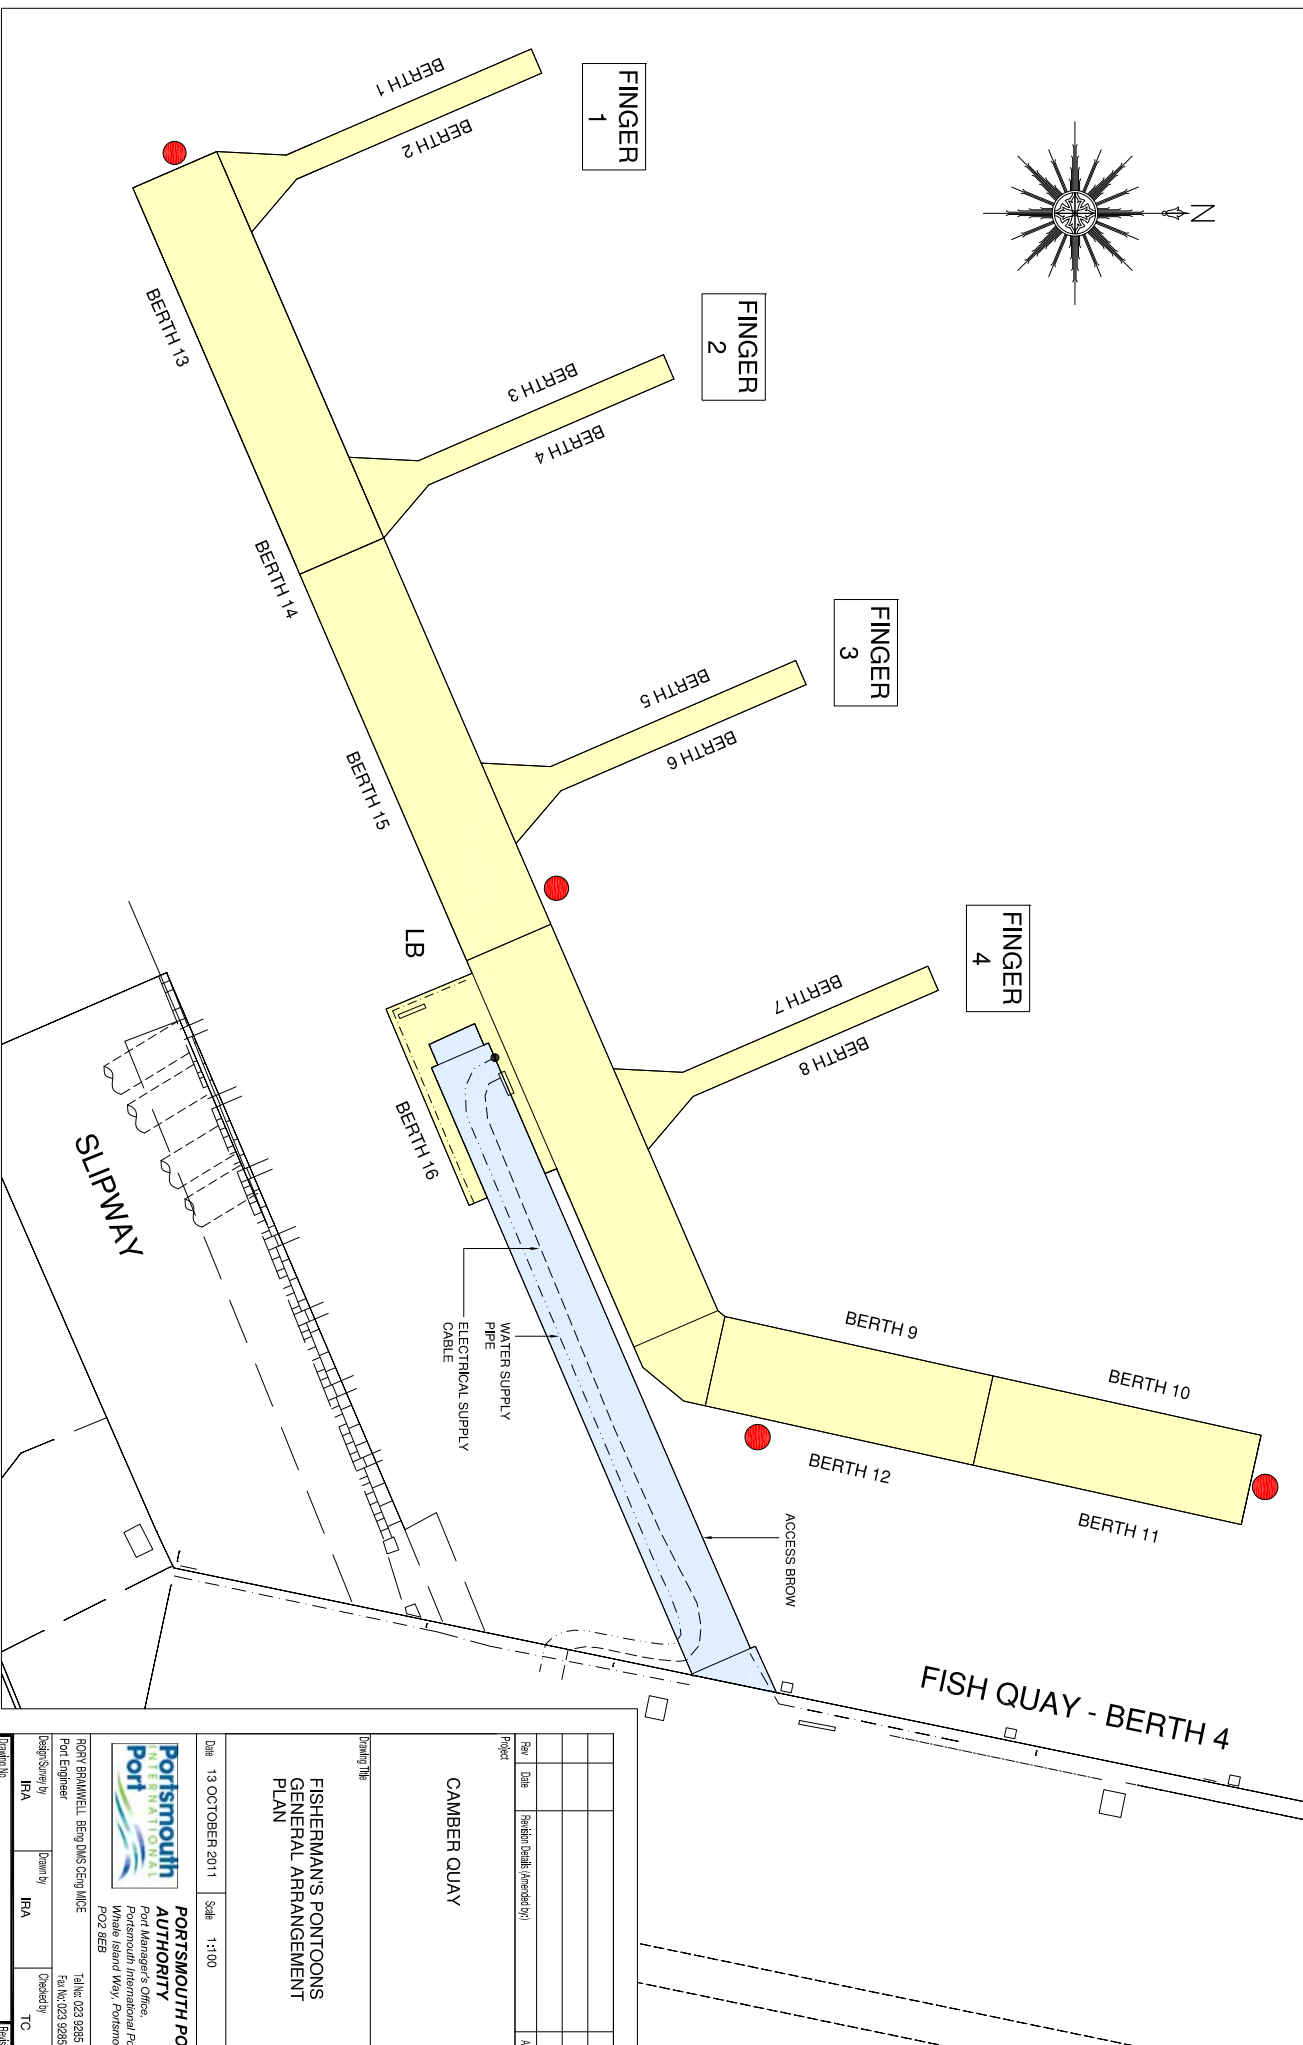 N
FINGER
1
FINGER
2
FINGER
3
FINGER
4
BERTH 1
BERTH 2
BERTH 3
BERTH 4
BERTH 5
BERTH 6
BERTH 7
BERTH 8
BERTH 9
BERTH 10
BERTH 11
BERTH 12
BERTH 13
BERTH 14
BERTH 15
BERTH 16
LB
SLIPWAY
WATER SUPPLY
PIPE
ELECTRICAL SUPPLY
CABLE
ACCESS BROW
FISH QUAY - BERTH 4
Rev Date Revision Details (Amended by:) A
Project
CAMBER QUAY
Drawing Title
FISHERMAN'S PONTOONS
GENERAL ARRANGEMENT
PLAN
Date 13 OCTOBER 2011 Scale 1:100
Portsmouth
INTERNATIONAL
Port
PORTSMOUTH PO
AUTHORITY
Port Manager's Office,
Portsmouth International Po
Whale Island Way, Portsmo
PO2 8EB
RORY BRAMWELL BEng DMS CEng MICE
Port Engineer
Tel No: 023 9285
Fax No: 023 9285
Design/Survey by IRA
Drawn by IRA
Checked by TC
Drawing No.
Revis